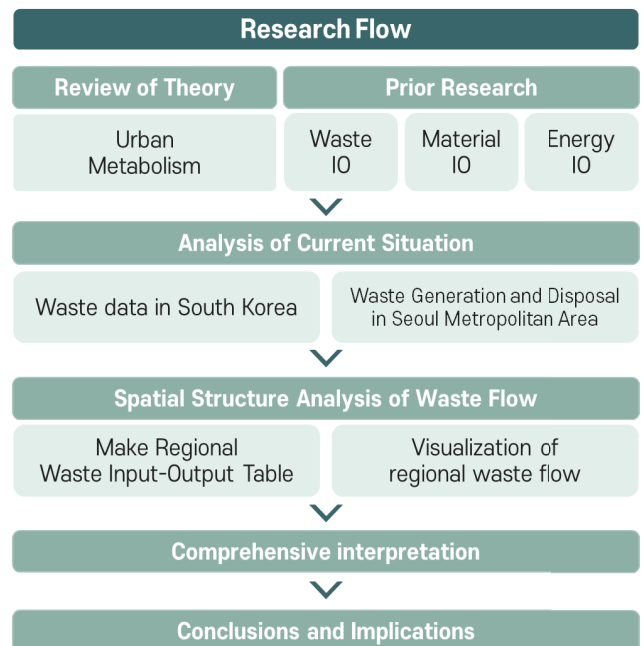 Research Flow
Review of Theory
Prior Research
Urban
Metabolism
Waste
IO
Material
IO
Energy
IO
Analysis of Current Situation
Waste data in South Korea
Waste Generation and Disposal
in Seoul Metropolitan Area
Spatial Structure Analysis of Waste Flow
Make Regional
Waste Input-Output Table
Visualization of
regional waste flow
Comprehensive interpretation
Conclusions and Implications